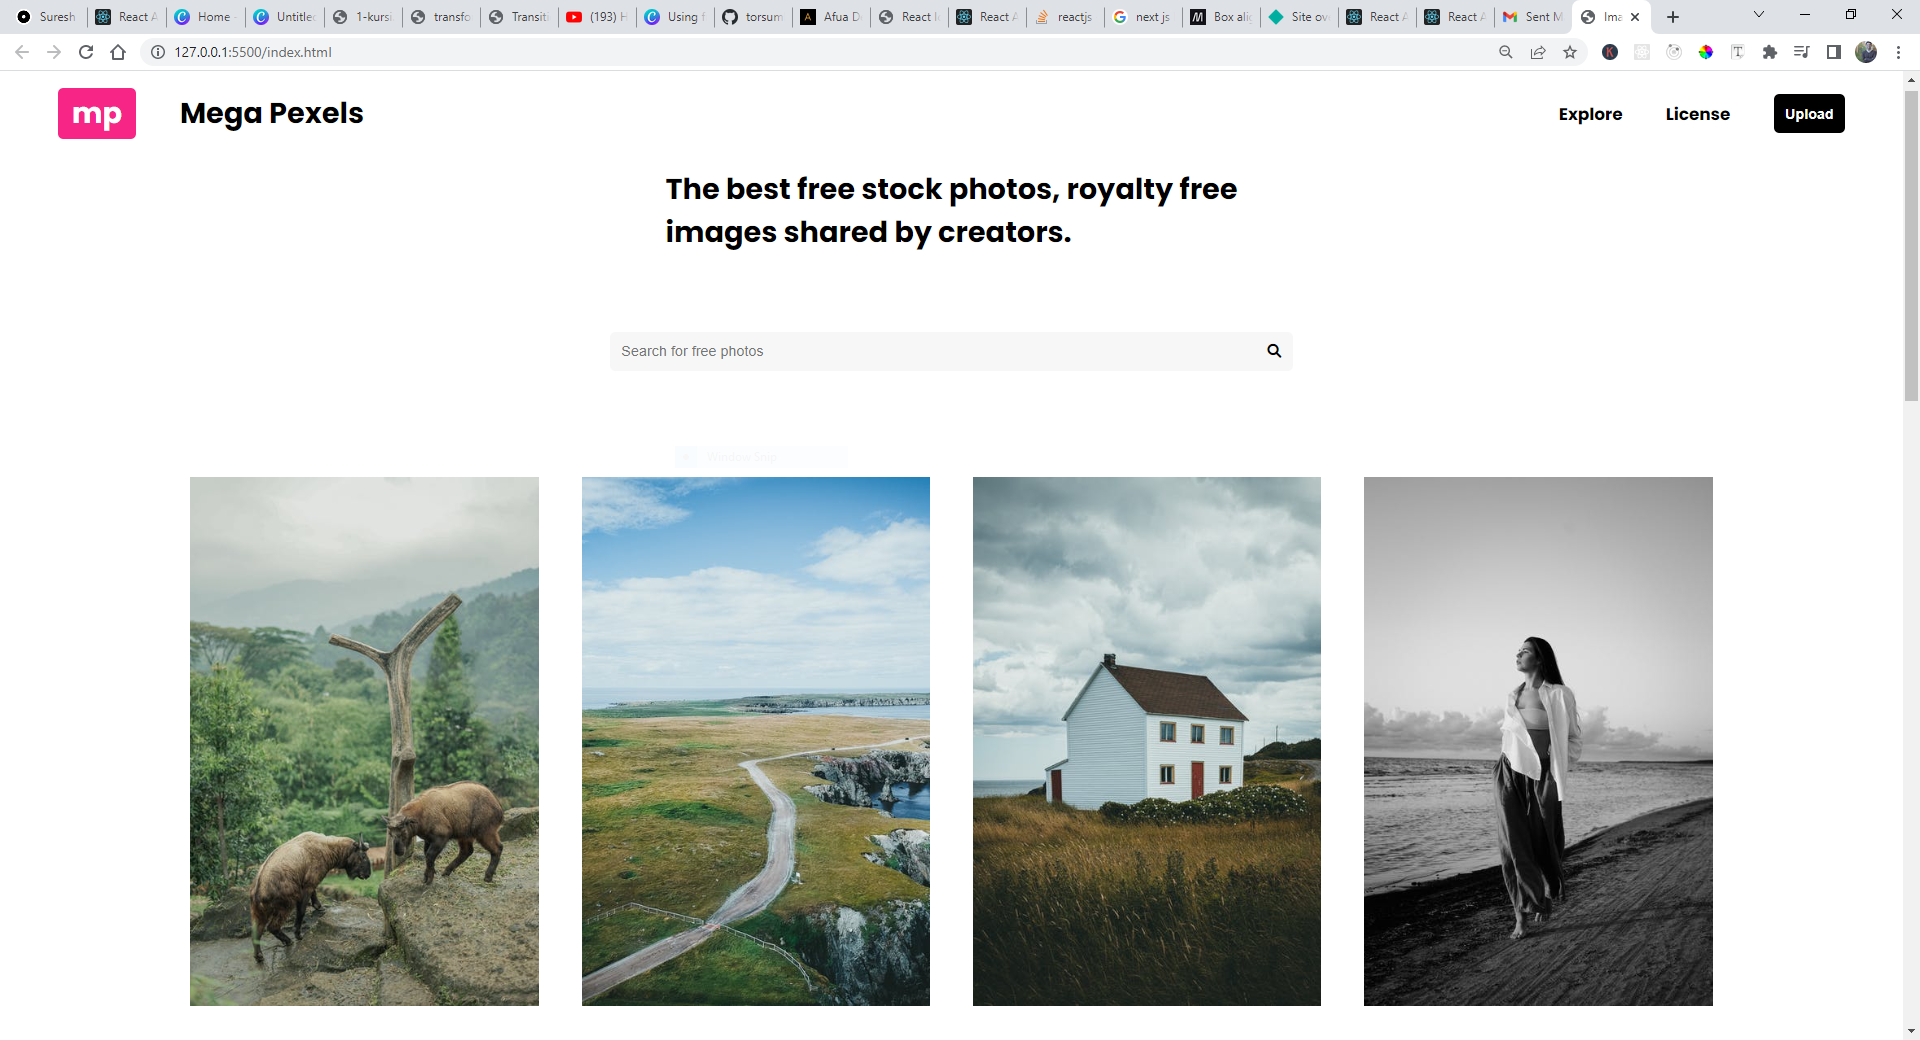 Suresh
React A
Home -
Untitled
1-kursi
transfo
Transiti
(193) H
Using f
torsum
Afua D
React Ic
React A
reactjs
next js
Box alig
Site ov
React A
React A
Sent M
Ima
127.0.0.1:5500/index.html
mp
Mega Pexels
Explore
License
Upload
The best free stock photos, royalty free
images shared by creators.
Search for free photos
Window Snip